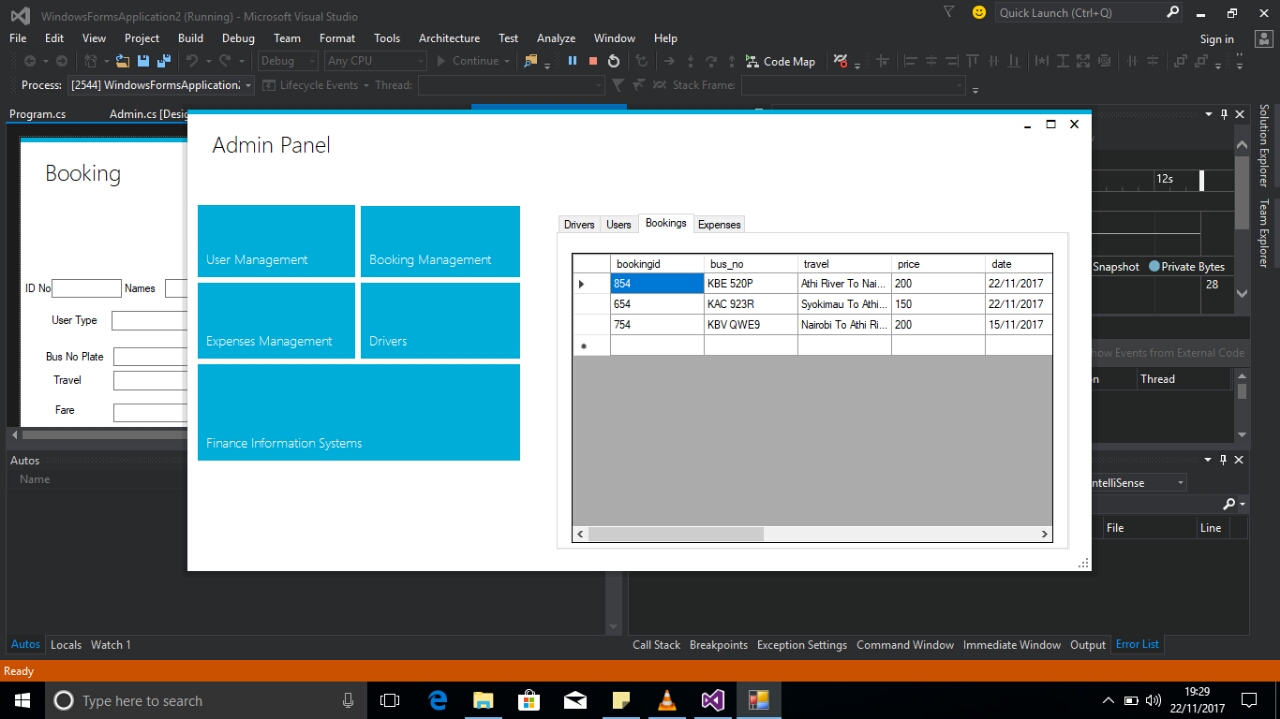 WindowsFormsApplication2 (Running) - Microsoft Visual Studio
Quick Launch (Ctrl+Q)
File Edit View Project Build Debug Team Format Tools Architecture Test Analyze Window Help
Sign in
Debug Any CPU Continue Code Map
Process: [2544] WindowsFormsApplication Lifecycle Events Thread: Stack Frame:
Program.cs Admin.cs [Desig
Admin Panel
Booking
12s
User Management
Booking Management
Drivers Users Bookings Expenses
bookingid bus_no travel price date
854 KBE 520P Athi River To Nai... 200 22/11/2017
654 KAC 923R Syokimau To Athi... 150 22/11/2017
754 KBV QWE9 Nairobi To Athi Ri... 200 15/11/2017
Snapshot Private Bytes
28
ID No Names
User Type
Bus No Plate
Travel
Fare
Expenses Management
Drivers
how Events from External Code
Thread
Finance Information Systems
Autos
Name
ntelliSense
File Line
Autos Locals Watch 1
Call Stack Breakpoints Exception Settings Command Window Immediate Window Output Error List
Solution Explorer
Team Explorer
Ready
Type here to search
19:29
22/11/2017